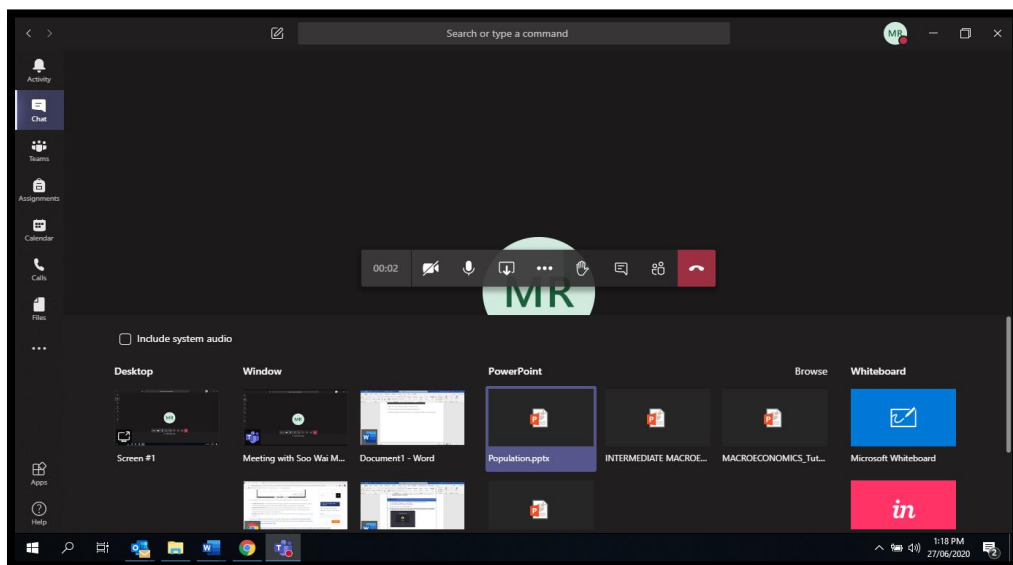 Search or type a command
MR
Activity
Chat
Teams
Assignments
Calendar
Calls
Files
Apps
Help
00:02
MR
Include system audio
Desktop
Window
PowerPoint
Browse
Whiteboard
Screen #1
Meeting with Soo Wai M...
Document1 - Word
Population.pptx
INTERMEDIATE MACROE...
MACROECONOMICS_Tut...
Microsoft Whiteboard
in
1:18 PM
27/06/2020
2